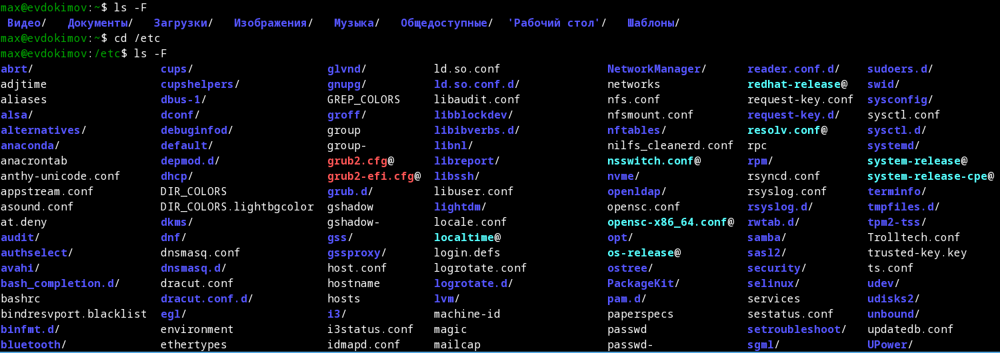 max@evdokimov:~$ ls -F
Видео/ Документы/ Загрузки/ Изображения/ Музыка/ Общедоступные/ 'Рабочий стол'/ Шаблоны/
max@evdokimov:~$ cd /etc
max@evdokimov:/etc$ ls -F
abrt/ cups/ glvnd/ ld.so.conf NetworkManager/ reader.conf.d/ sudoers.d/
adjtime cupshelpers/ gnupg/ ld.so.conf.d/ networks redhat-release@ swid/
aliases dbus-1/ GREP_COLORS libaudit.conf nfs.conf request-key.conf sysconfig/
alsa/ dconf/ groff/ libblockdev/ nfsmount.conf request-key.d/ sysctl.conf
alternatives/ debuginfod/ group libibverbs.d/ nftables/ resolv.conf@ sysctl.d/
anaconda/ default/ group- libnl/ nilfs_cleanerd.conf rpc systemd/
anacrontab depmod.d/ grub2.cfg@ libreport/ nsswitch.conf@ rpm/ system-release@
anthy-unicode.conf dhcp/ grub2-efi.cfg@ libssh/ nvme/ rsyncd.conf system-release-cpe@
appstream.conf DIR_COLORS grub.d/ libuser.conf openldap/ rsyslog.conf terminfo/
asound.conf DIR_COLORS.lightbgcolor gshadow lightdm/ opensc.conf rsyslog.d/ tmpfiles.d/
at.deny dkms/ gshadow- locale.conf opensc-x86_64.conf@ rwtab.d/ tpm2-tss/
audit/ dnf/ gss/ localtime@ opt/ samba/ Trolltech.conf
authselect/ dnsmasq.conf gssproxy/ login.defs os-release@ sasl2/ trusted-key.key
avahi/ dnsmasq.d/ host.conf logrotate.conf ostree/ security/ ts.conf
bash_completion.d/ dracut.conf hostname logrotate.d/ PackageKit/ selinux/ udev/
bashrc dracut.conf.d/ hosts lvm/ pam.d/ services udisks2/
bindresvport.blacklist egl/ i3/ machine-id paperspecs sestatus.conf unbound/
binfmt.d/ environment i3status.conf magic passwd setroubleshoot/ updatedb.conf
bluetooth/ ethertypes idmapd.conf mailcap passwd- sgml/ UPower/